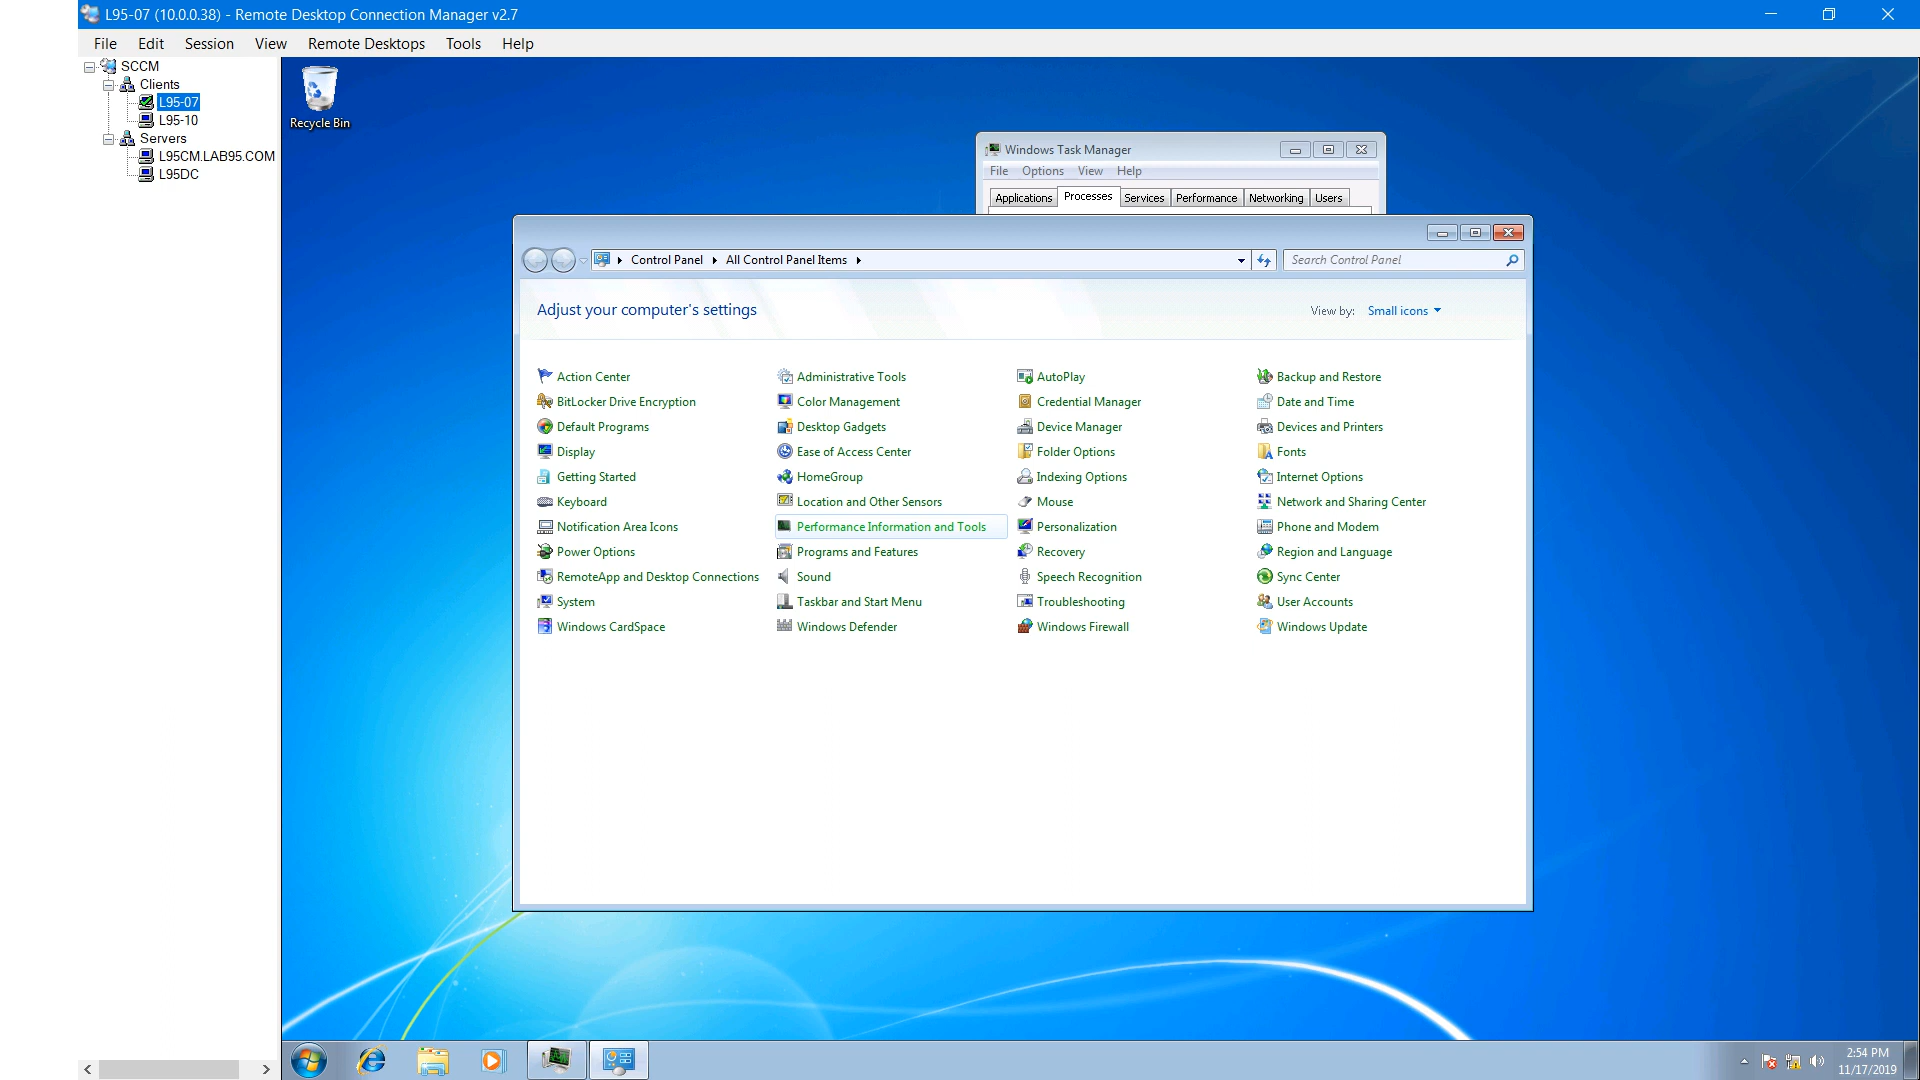 L95-07 (10.0.0.38) - Remote Desktop Connection Manager v2.7
File Edit Session View Remote Desktops Tools Help
SCCM
Clients
L95-07
L95-10
Servers
L95CM.LAB95.COM
L95DC
Recycle Bin
Windows Task Manager
File Options View Help
Applications Processes Services Performance Networking Users
Control Panel All Control Panel Items
Search Control Panel
Adjust your computer's settings
View by: Small icons
Action Center Administrative Tools AutoPlay Backup and Restore
BitLocker Drive Encryption Color Management Credential Manager Date and Time
Default Programs Desktop Gadgets Device Manager Devices and Printers
Display Ease of Access Center Folder Options Fonts
Getting Started HomeGroup Indexing Options Internet Options
Keyboard Location and Other Sensors Mouse Network and Sharing Center
Notification Area Icons Performance Information and Tools Personalization Phone and Modem
Power Options Programs and Features Recovery Region and Language
RemoteApp and Desktop Connections Sound Speech Recognition Sync Center
System Taskbar and Start Menu Troubleshooting User Accounts
Windows CardSpace Windows Defender Windows Firewall Windows Update
2:54 PM
11/17/2019